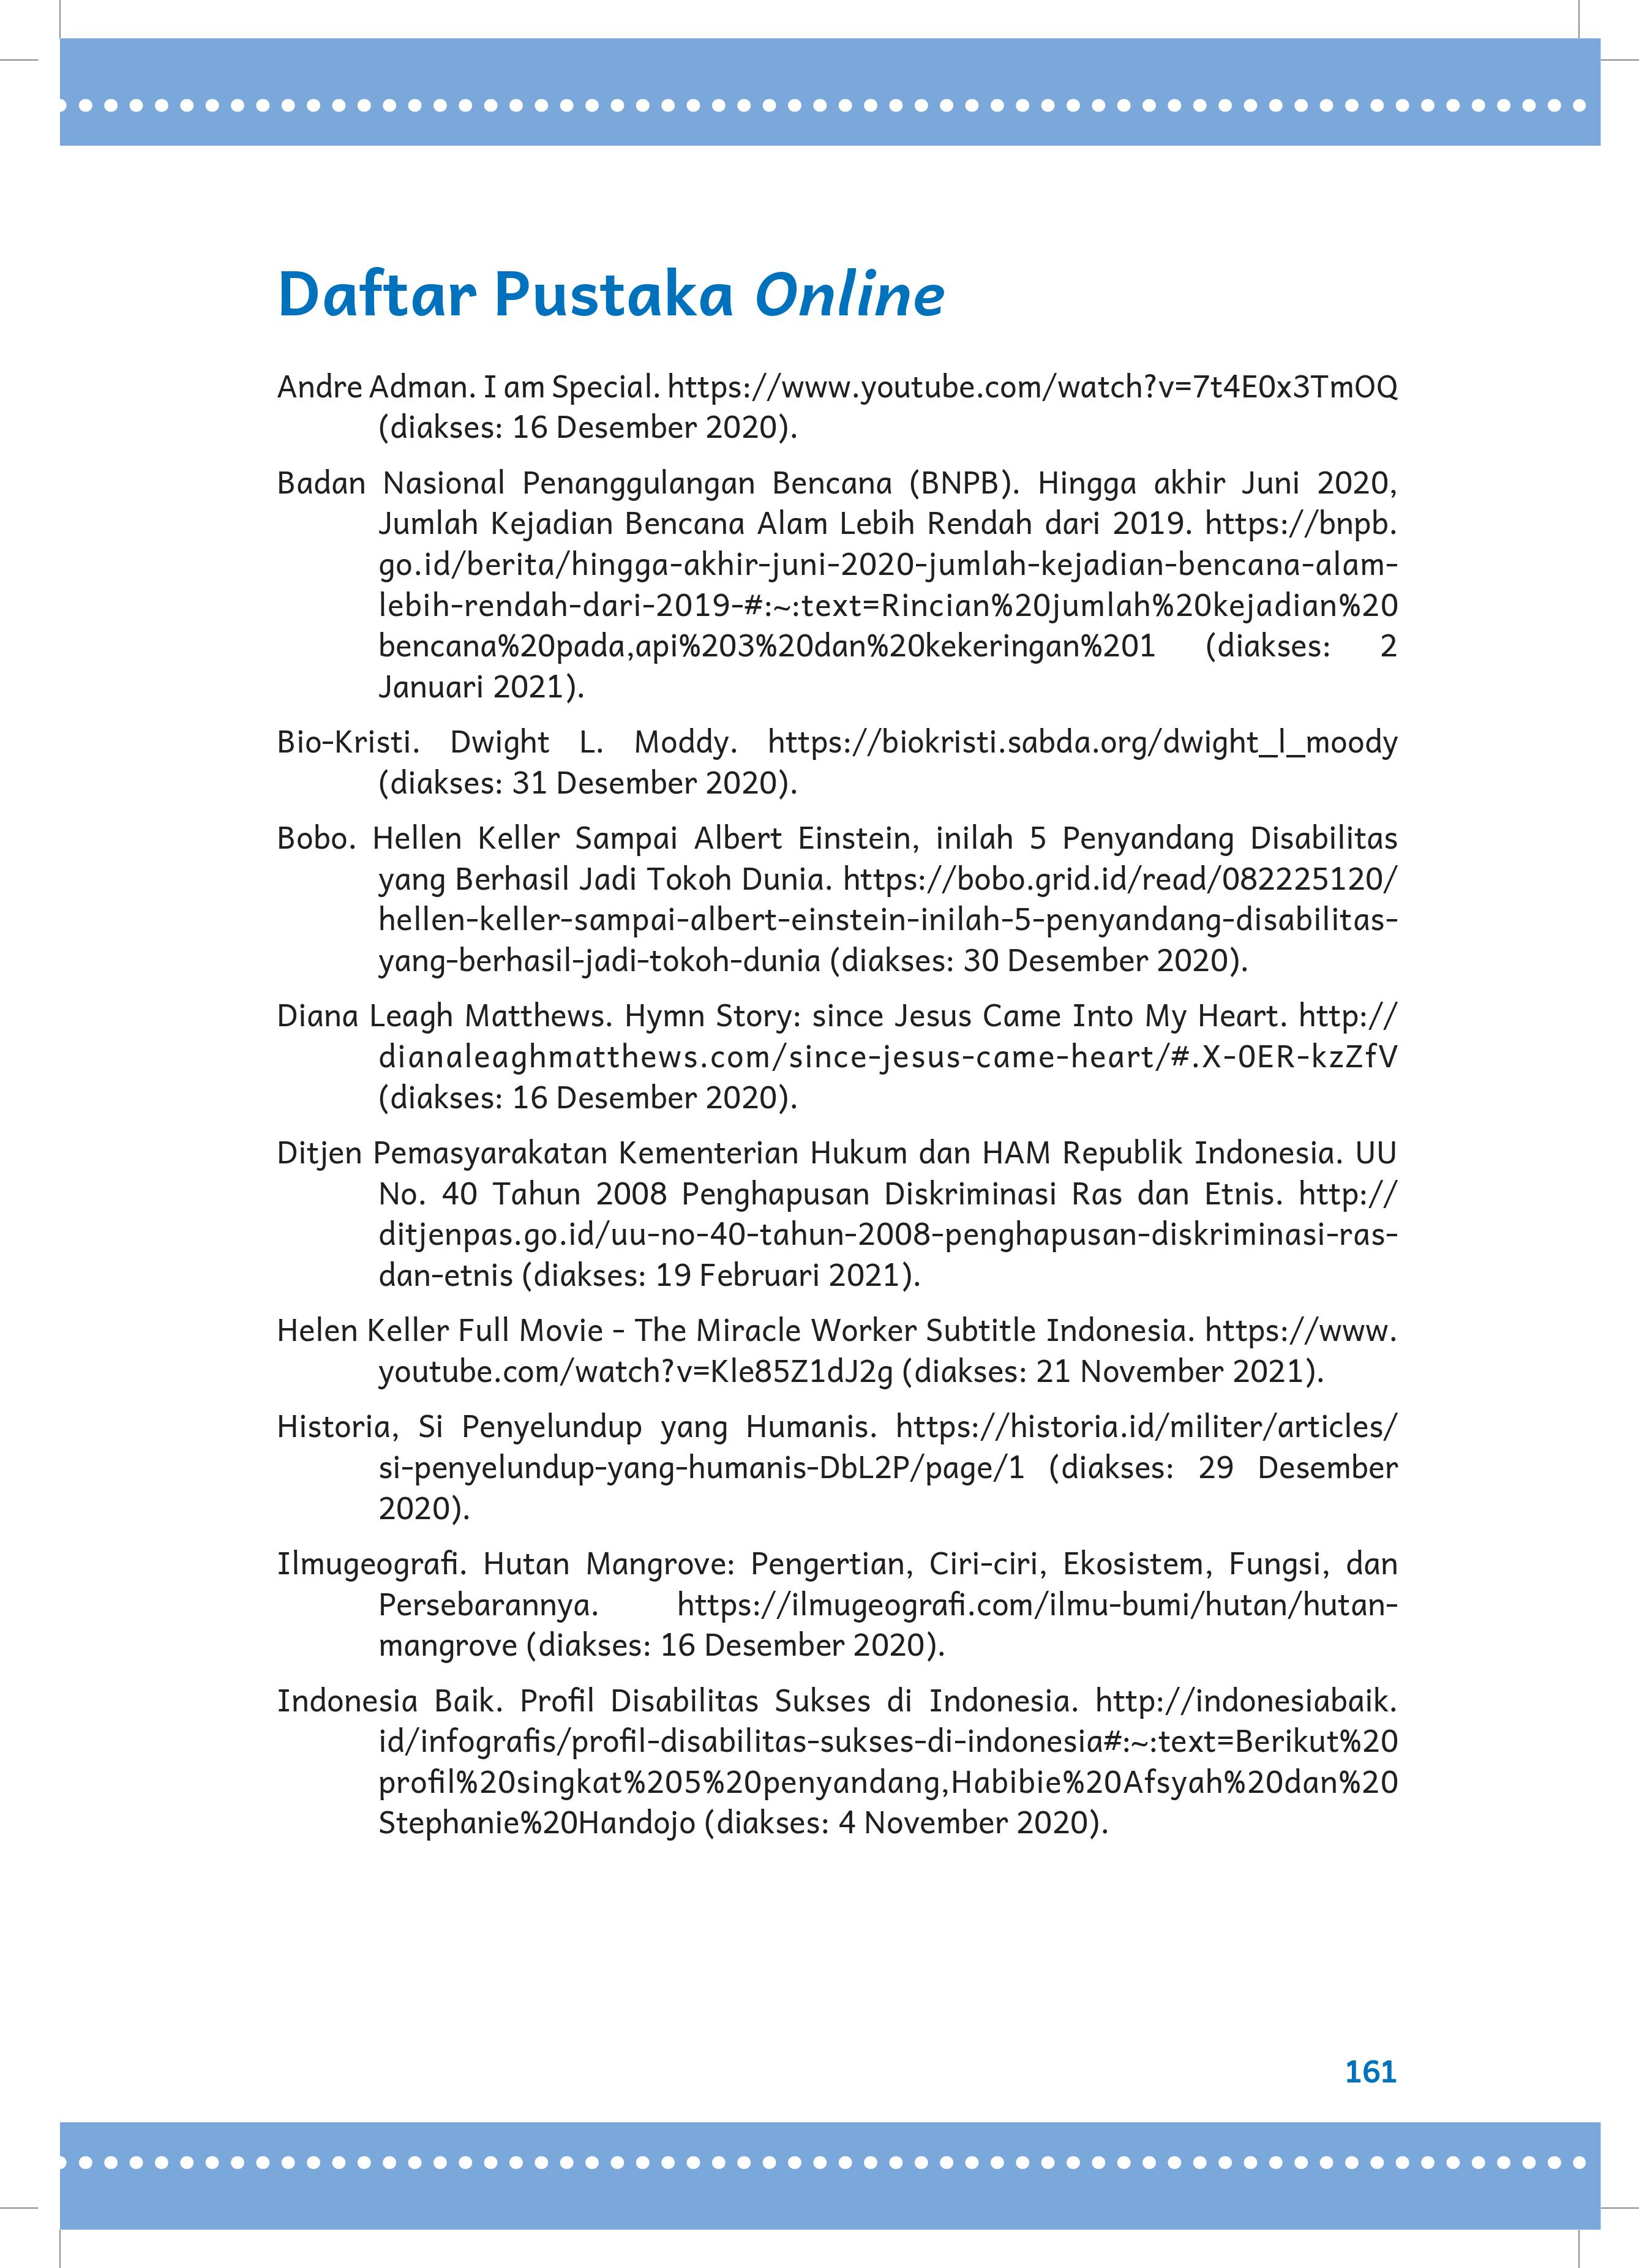 Daftar Pustaka Online
Andre Adman. I am Special. https://www.youtube.com/watch?v=7t4E0x3TmOQ
(diakses: 16 Desember 2020).
Badan Nasional Penanggulangan Bencana (BNPB). Hingga akhir Juni 2020,
Jumlah Kejadian Bencana Alam Lebih Rendah dari 2019. https://bnpb.
go.id/berita/hingga-akhir-juni-2020-jumlah-kejadian-bencana-alam-
lebih-rendah-dari-2019-#:~:text=Rincian%20jumlah%20kejadian%20
bencana%20pada,api%203%20dan%20kekeringan%201 (diakses: 2
Januari 2021).
Bio-Kristi. Dwight L. Moddy. https://biokristi.sabda.org/dwight_l_moody
(diakses: 31 Desember 2020).
Bobo. Hellen Keller Sampai Albert Einstein, inilah 5 Penyandang Disabilitas
yang Berhasil Jadi Tokoh Dunia. https://bobo.grid.id/read/082225120/
hellen-keller-sampai-albert-einstein-inilah-5-penyandang-disabilitas-
yang-berhasil-jadi-tokoh-dunia (diakses: 30 Desember 2020).
Diana Leagh Matthews. Hymn Story: since Jesus Came Into My Heart. http://
dianaleaghmatthews.com/since-jesus-came-heart/#.X-0ER-kzZfV
(diakses: 16 Desember 2020).
Ditjen Pemasyarakatan Kementerian Hukum dan HAM Republik Indonesia. UU
No. 40 Tahun 2008 Penghapusan Diskriminasi Ras dan Etnis. http://
ditjenpas.go.id/uu-no-40-tahun-2008-penghapusan-diskriminasi-ras-
dan-etnis (diakses: 19 Februari 2021).
Helen Keller Full Movie - The Miracle Worker Subtitle Indonesia. https://www.
youtube.com/watch?v=Kle85Z1dJ2g (diakses: 21 November 2021).
Historia, Si Penyelundup yang Humanis. https://historia.id/militer/articles/
si-penyelundup-yang-humanis-DbL2P/page/1 (diakses: 29 Desember
2020).
Ilmugeografi. Hutan Mangrove: Pengertian, Ciri-ciri, Ekosistem, Fungsi, dan
Persebarannya. https://ilmugeografi.com/ilmu-bumi/hutan/hutan-
mangrove (diakses: 16 Desember 2020).
Indonesia Baik. Profil Disabilitas Sukses di Indonesia. http://indonesiabaik.
id/infografis/profil-disabilitas-sukses-di-indonesia#:~:text=Berikut%20
profil%20singkat%205%20penyandang,Habibie%20Afsyah%20dan%20
Stephanie%20Handojo (diakses: 4 November 2020).
161